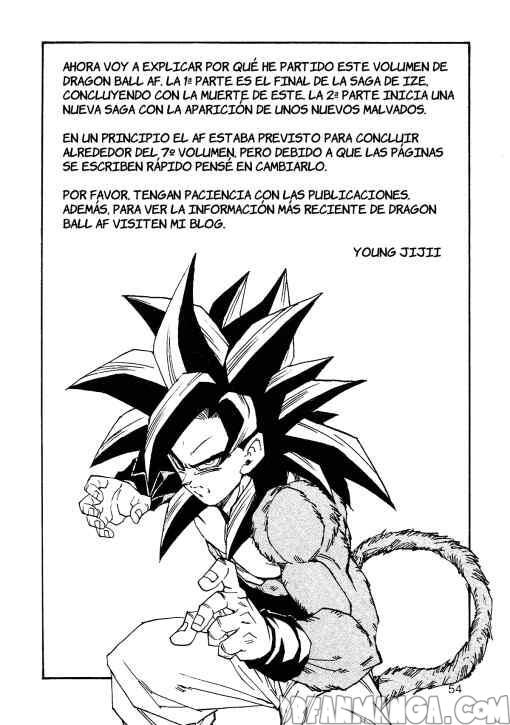 AHORA VOY A EXPLICAR POR QUÉ HE PARTIDO ESTE VOLUMEN DE
DRAGON BALL AF. LA 1ª PARTE ES EL FINAL DE LA SAGA DE IZE,
CONCLUYENDO CON LA MUERTE DE ESTE. LA 2ª PARTE INICIA UNA
NUEVA SAGA CON LA APARICIÓN DE UNOS NUEVOS MALVADOS.
EN UN PRINCIPIO EL AF ESTABA PREVISTO PARA CONCLUIR
ALREDEDOR DEL 7º VOLUMEN, PERO DEBIDO A QUE LAS PÁGINAS
SE ESCRIBEN RÁPIDO PENSÉ EN CAMBIARLO.
POR FAVOR, TENGAN PACIENCIA CON LAS PUBLICACIONES.
ADEMÁS, PARA VER LA INFORMACIÓN MÁS RECIENTE DE DRAGON
BALL AF VISITEN MI BLOG.
YOUNG JIJII
54
DBFANMANGA.COM